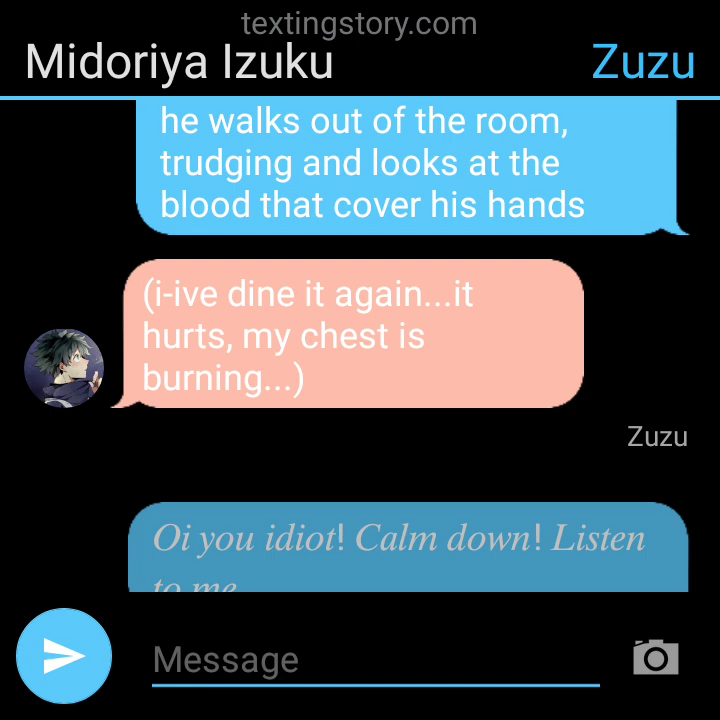 textingstory.com
Midoriya Izuku
Zuzu
he walks out of the room,
trudging and looks at the
blood that cover his hands
(i-ive dine it again...it
hurts, my chest is
burning...)
Zuzu
Oi you idiot! Calm down! Listen
to me
Message